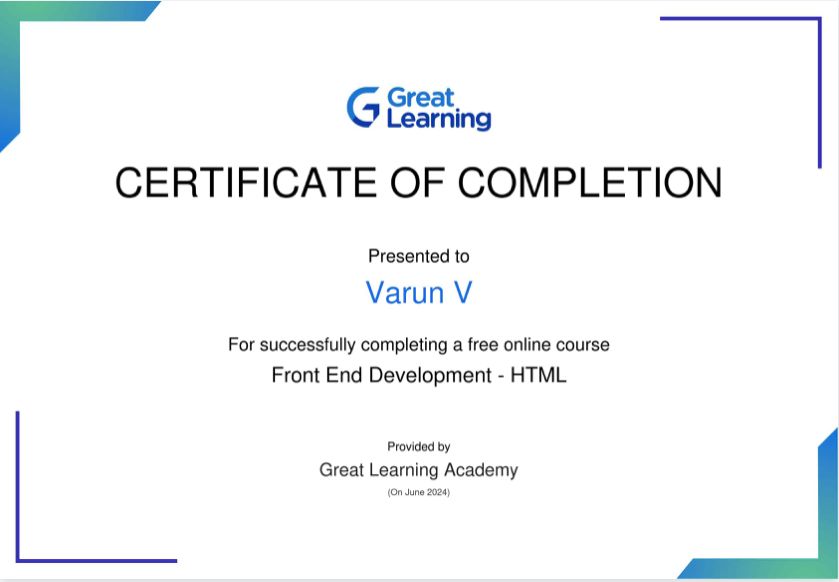 Great
Learning
CERTIFICATE OF COMPLETION
Presented to
Varun V
For successfully completing a free online course
Front End Development - HTML
Provided by
Great Learning Academy
(On June 2024)